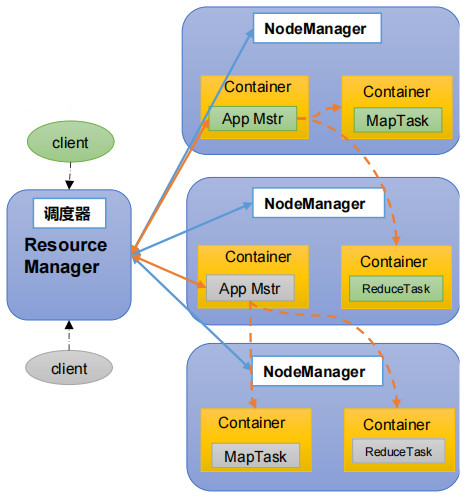 NodeManager
Container
App Mstr
Container
MapTask
client
调度器
Resource
Manager
NodeManager
Container
App Mstr
Container
ReduceTask
client
NodeManager
Container
MapTask
Container
ReduceTask